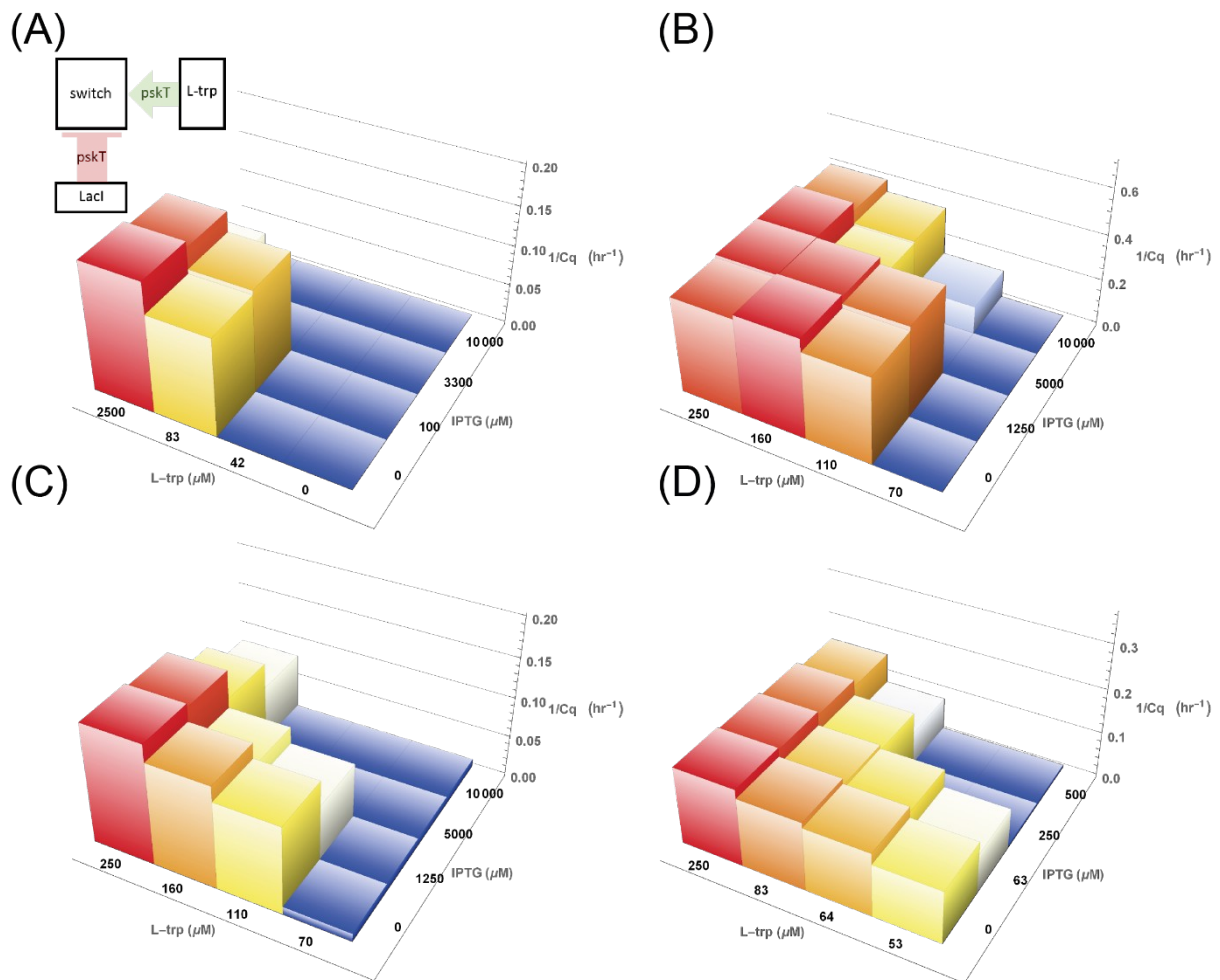 (A)
switch
pskT
L-trp
pskT
LacI
0.20
0.15
0.10
0.05
0.00
1/Cq (hr⁻¹)
10 000
3300
100
0
IPTG (μM)
2500
83
42
0
L–trp (μM)
(B)
0.6
0.4
0.2
0.0
1/Cq (hr⁻¹)
10 000
5000
1250
0
IPTG (μM)
250
160
110
70
L–trp (μM)
(C)
0.20
0.15
0.10
0.05
0.00
1/Cq (hr⁻¹)
10 000
5000
1250
0
IPTG (μM)
250
160
110
70
L–trp (μM)
(D)
0.3
0.2
0.1
0.0
1/Cq (hr⁻¹)
500
250
63
0
IPTG (μM)
250
83
64
53
L–trp (μM)